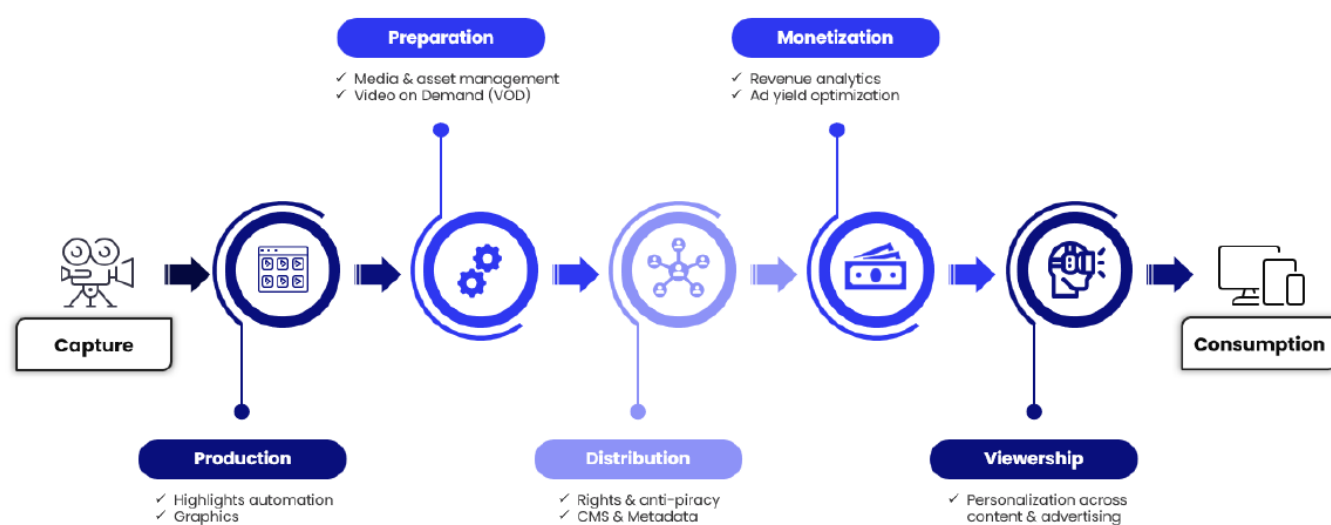 Preparation
✓ Media & asset management
✓ Video on Demand (VOD)
Monetization
✓ Revenue analytics
✓ Ad yield optimization
Capture
Consumption
Production
✓ Highlights automation
✓ Graphics
Distribution
✓ Rights & anti-piracy
✓ CMS & Metadata
Viewership
✓ Personalization across
content & advertising